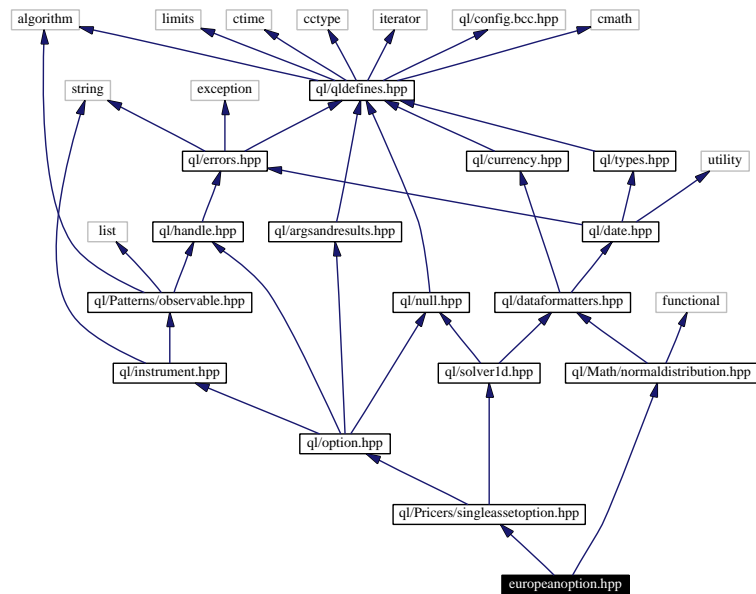 algorithm
limits
ctime
cctype
iterator
ql/config.bcc.hpp
cmath
string
exception
ql/qldefines.hpp
ql/errors.hpp
ql/currency.hpp
ql/types.hpp
utility
list
ql/handle.hpp
ql/argsandresults.hpp
ql/date.hpp
ql/Patterns/observable.hpp
ql/null.hpp
ql/dataformatters.hpp
functional
ql/instrument.hpp
ql/solver1d.hpp
ql/Math/normaldistribution.hpp
ql/option.hpp
ql/Pricers/singleassetoption.hpp
europeanoption.hpp